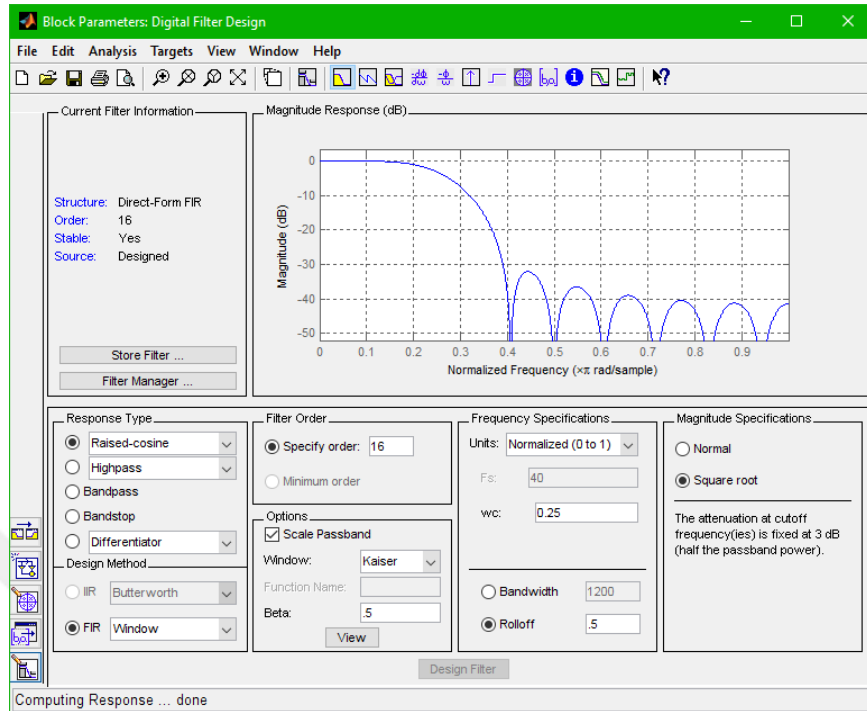 Block Parameters: Digital Filter Design
File Edit Analysis Targets View Window Help
Current Filter Information
Structure: Direct-Form FIR
Order: 16
Stable: Yes
Source: Designed
Store Filter ...
Filter Manager ...
Magnitude Response (dB)
Magnitude (dB)
0
-10
-20
-30
-40
-50
0 0.1 0.2 0.3 0.4 0.5 0.6 0.7 0.8 0.9
Normalized Frequency (×π rad/sample)
Response Type
Raised-cosine
Highpass
Bandpass
Bandstop
Differentiator
Design Method
IIR Butterworth
FIR Window
Filter Order
Specify order: 16
Minimum order
Options
Scale Passband
Window: Kaiser
Function Name:
Beta: .5
View
Frequency Specifications
Units: Normalized (0 to 1)
Fs: 40
wc: 0.25
Bandwidth 1200
Rolloff .5
Magnitude Specifications
Normal
Square root
The attenuation at cutoff
frequency(ies) is fixed at 3 dB
(half the passband power).
Design Filter
Computing Response ... done